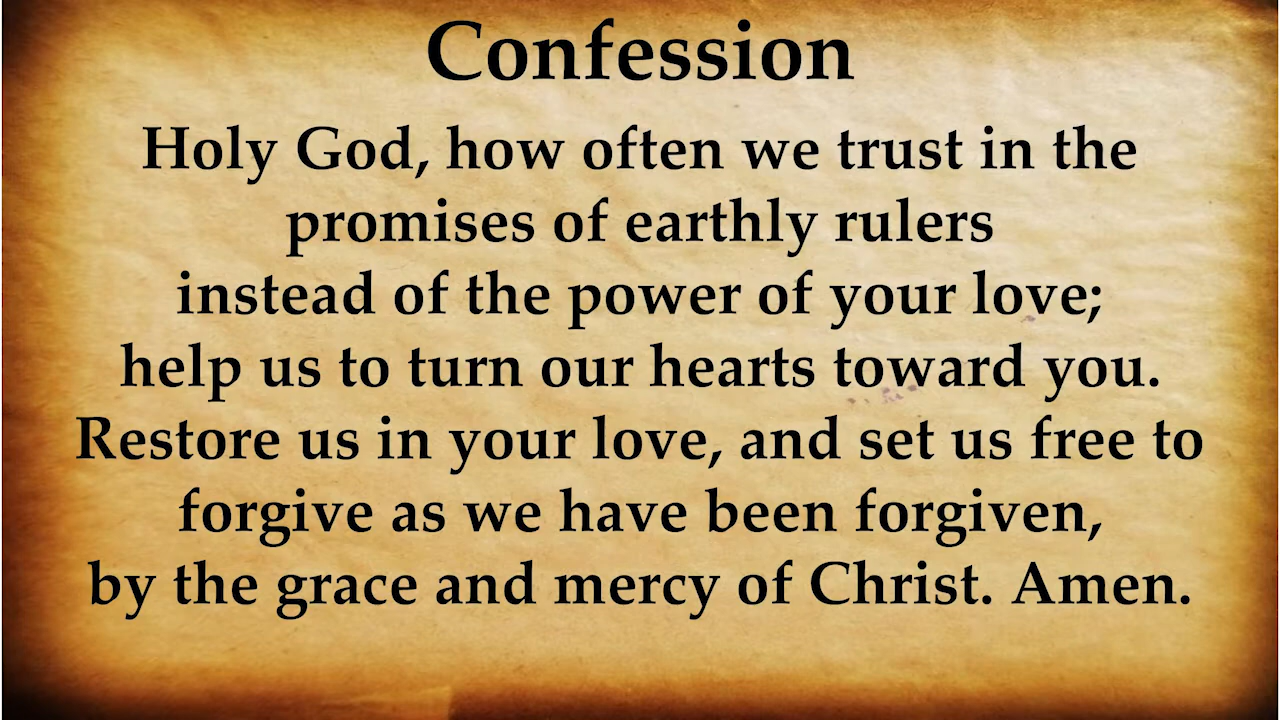 Confession
Holy God, how often we trust in the
promises of earthly rulers
instead of the power of your love;
help us to turn our hearts toward you.
Restore us in your love, and set us free to
forgive as we have been forgiven,
by the grace and mercy of Christ. Amen.